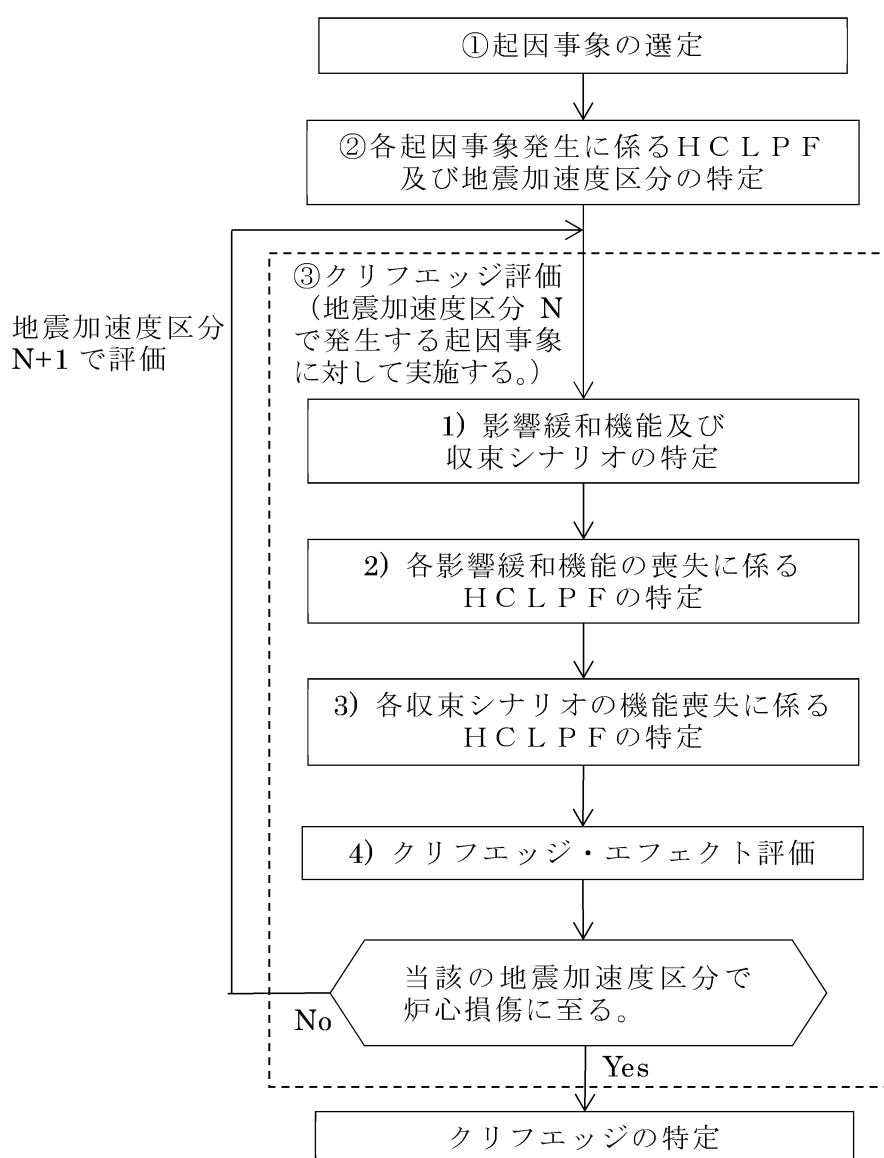 ①起因事象の選定
②各起因事象発生に係るＨＣＬＰＦ
及び地震加速度区分の特定
③クリフエッジ評価
（地震加速度区分 N
で発生する起因事象
に対して実施する。）
地震加速度区分
N+1 で評価
1) 影響緩和機能及び
収束シナリオの特定
2) 各影響緩和機能の喪失に係る
ＨＣＬＰＦの特定
3) 各収束シナリオの機能喪失に係る
ＨＣＬＰＦの特定
4) クリフエッジ・エフェクト評価
当該の地震加速度区分で
炉心損傷に至る。
No
Yes
クリフエッジの特定